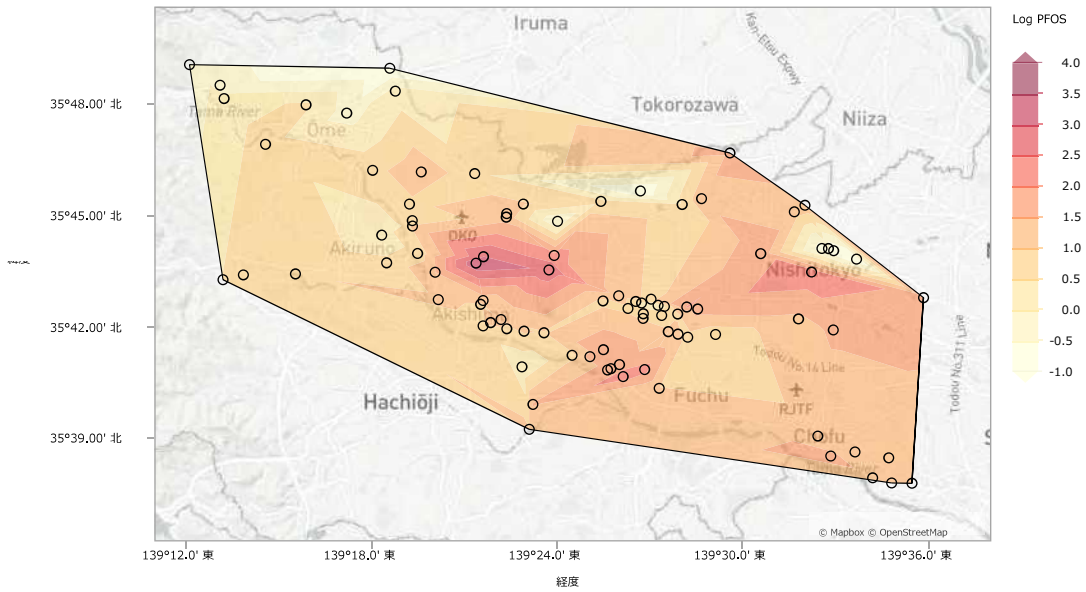 Log PFOS
4.0
3.5
3.0
2.5
2.0
1.5
1.0
0.5
0.0
-0.5
-1.0
Iruma
Kan-Etsu Expwy
Tokorozawa
Niiza
Tama River
Ōme
OKO
Akiruno
Nishitōkyō
Akishima
Hachiōji
Todou No.14 Line
Todou No.311 Line
Fuchu
RJTF
Chofu
Tama River
© Mapbox © OpenStreetMap
35°48.00' 北
35°45.00' 北
35°42.00' 北
35°39.00' 北
139°12.0' 東
139°18.0' 東
139°24.0' 東
139°30.0' 東
139°36.0' 東
経度